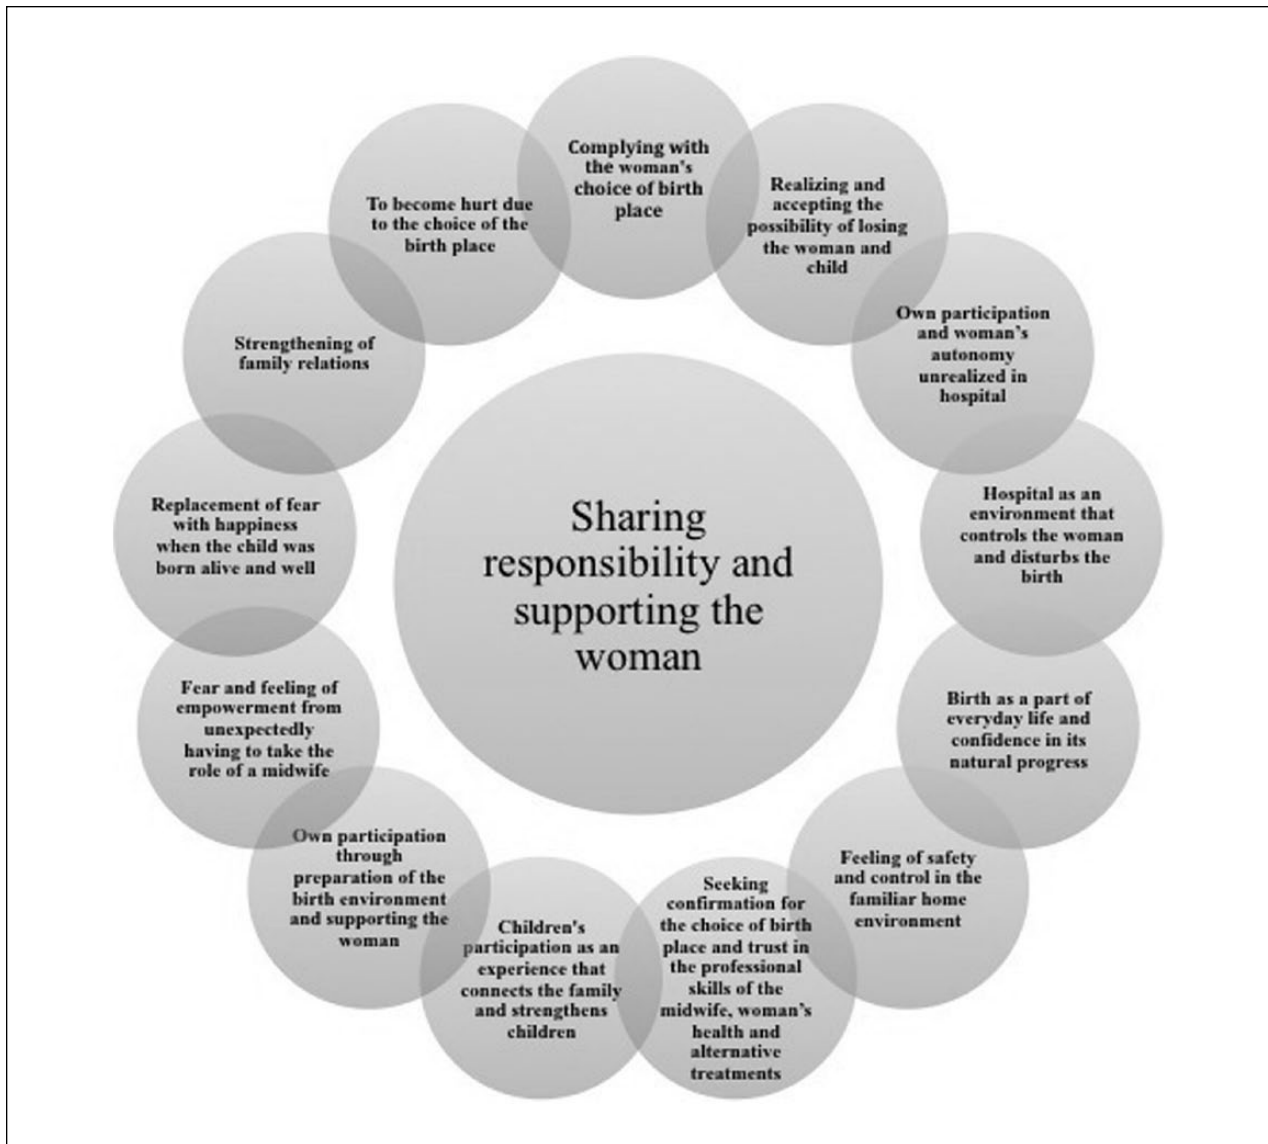 Complying with
the woman's
choice of birth
place
Realizing and
accepting the
possibility of losing
the woman and
child
Own participation
and woman's
autonomy
unrealized in
hospital
Hospital as an
environment that
controls the woman
and disturbs the
birth
Birth as a part of
everyday life and
confidence in its
natural progress
Feeling of safety
and control in the
familiar home
environment
Seeking
confirmation for
the choice of birth
place and trust in
the professional
skills of the
midwife, woman's
health and
alternative
treatments
Children's
participation as an
experience that
connects the family
and strengthens
children
Own participation
through
preparation of the
birth environment
and supporting the
woman
Fear and feeling of
empowerment from
unexpectedly
having to take the
role of a midwife
Replacement of fear
with happiness
when the child was
born alive and well
Strengthening of
family relations
To become hurt due
to the choice of the
birth place
Sharing
responsibility and
supporting the
woman